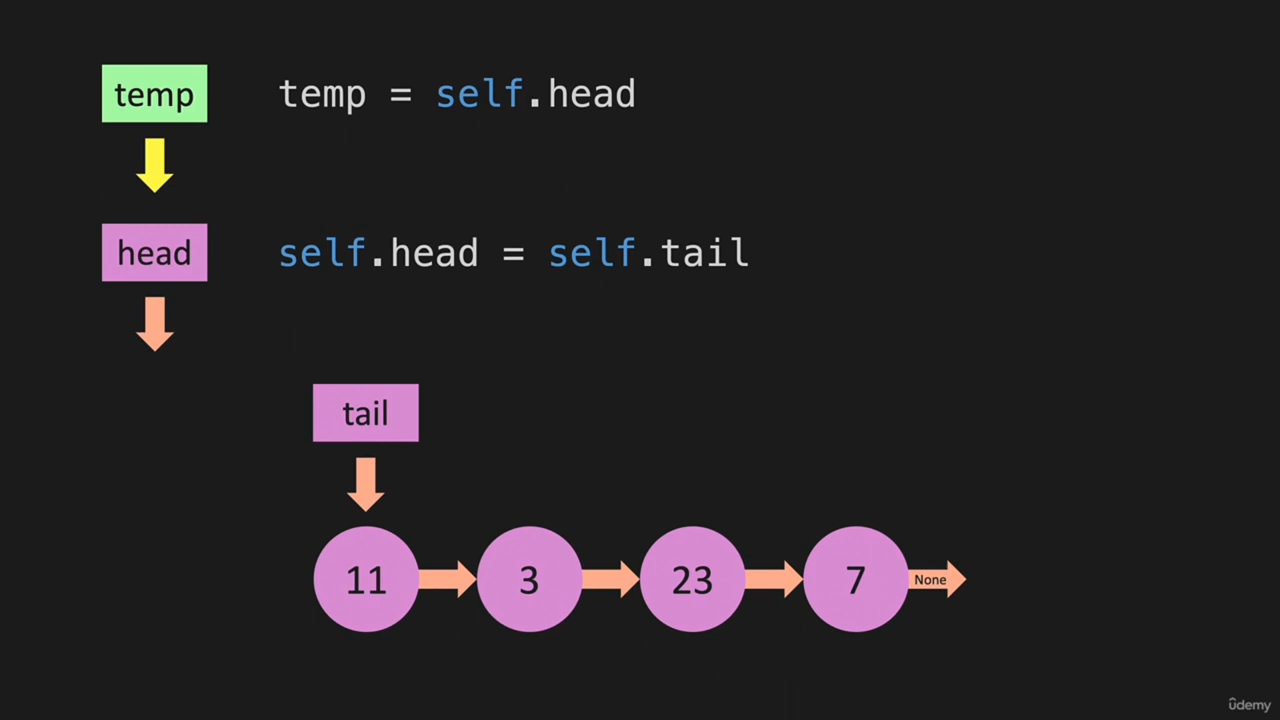 temp temp = self.head
head self.head = self.tail
tail
11 3 23 7 None
ûdemy